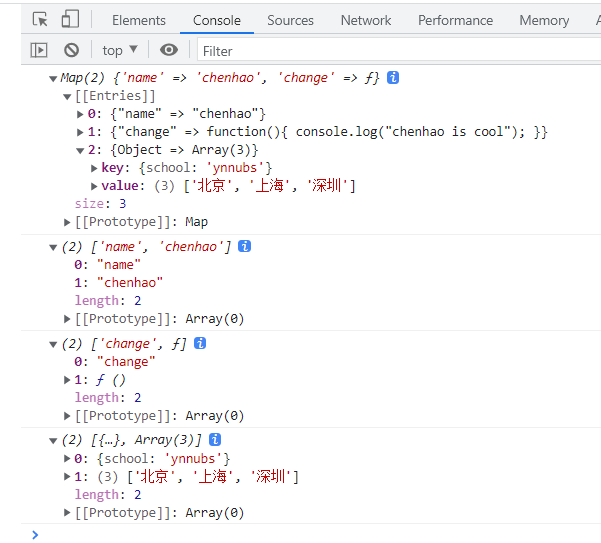 Elements Console Sources Network Performance Memory
top ▼ Filter
▼Map(2) {'name' => 'chenhao', 'change' => ƒ} i
▼[[Entries]]
▶0: {"name" => "chenhao"}
▶1: {"change" => function(){ console.log("chenhao is cool"); }}
▼2: {Object => Array(3)}
▶key: {school: 'ynnubs'}
▶value: (3) ['北京', '上海', '深圳']
size: 3
▶[[Prototype]]: Map
▼(2) ['name', 'chenhao'] i
0: "name"
1: "chenhao"
length: 2
▶[[Prototype]]: Array(0)
▼(2) ['change', ƒ] i
0: "change"
▶1: ƒ ()
length: 2
▶[[Prototype]]: Array(0)
▼(2) [{…}, Array(3)] i
▶0: {school: 'ynnubs'}
▶1: (3) ['北京', '上海', '深圳']
length: 2
▶[[Prototype]]: Array(0)
>